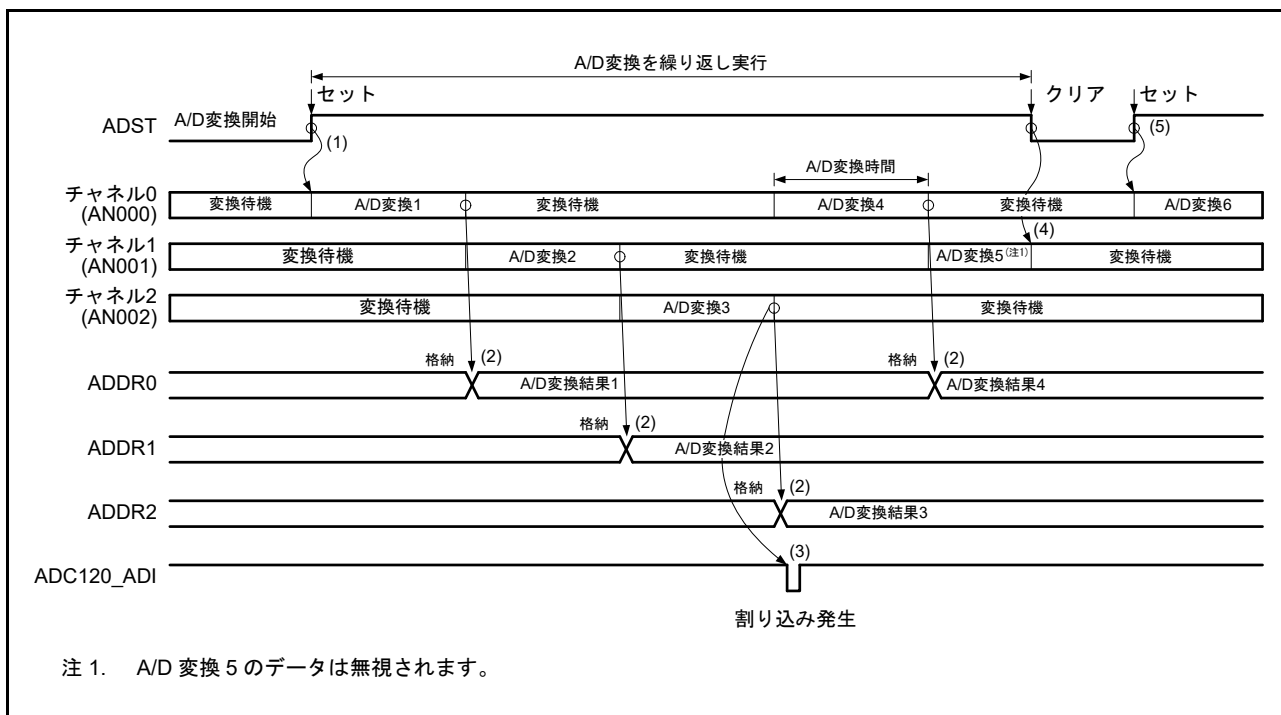 A/D変換を繰り返し実行
セット
クリア
セット
ADST
A/D変換開始
(1)
(5)
A/D変換時間
チャネル0
(AN000)
変換待機
A/D変換1
変換待機
A/D変換4
変換待機
A/D変換6
(4)
チャネル1
(AN001)
変換待機
A/D変換2
変換待機
A/D変換5(注1)
変換待機
チャネル2
(AN002)
変換待機
A/D変換3
変換待機
格納
(2)
格納
(2)
ADDR0
A/D変換結果1
A/D変換結果4
格納
(2)
ADDR1
A/D変換結果2
格納
(2)
ADDR2
A/D変換結果3
(3)
ADC120_ADI
割り込み発生
注 1. A/D 変換 5 のデータは無視されます。